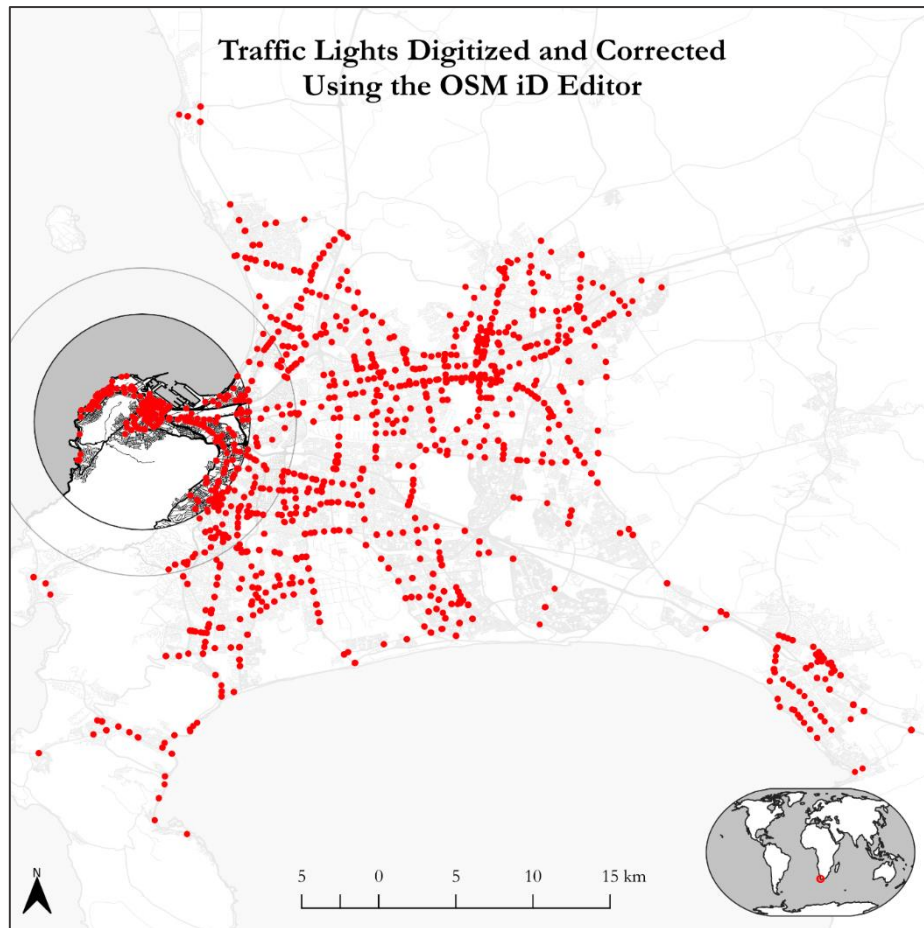 Traffic Lights Digitized and Corrected
Using the OSM iD Editor
N
5 0 5 10 15 km